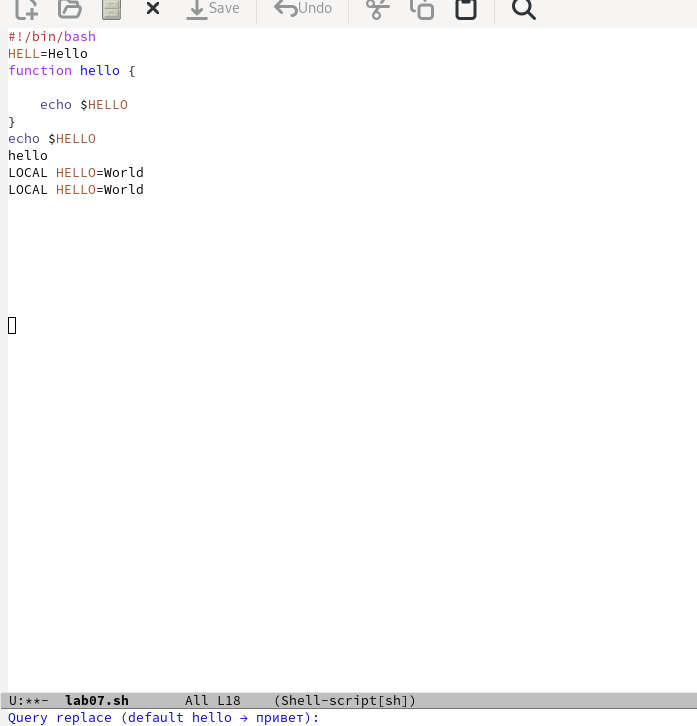 Save Undo
#!/bin/bash
HELL=Hello
function hello {
echo $HELLO
}
echo $HELLO
hello
LOCAL HELLO=World
LOCAL HELLO=World
U:**- lab07.sh All L18 (Shell-script[sh])
Query replace (default hello → привет):